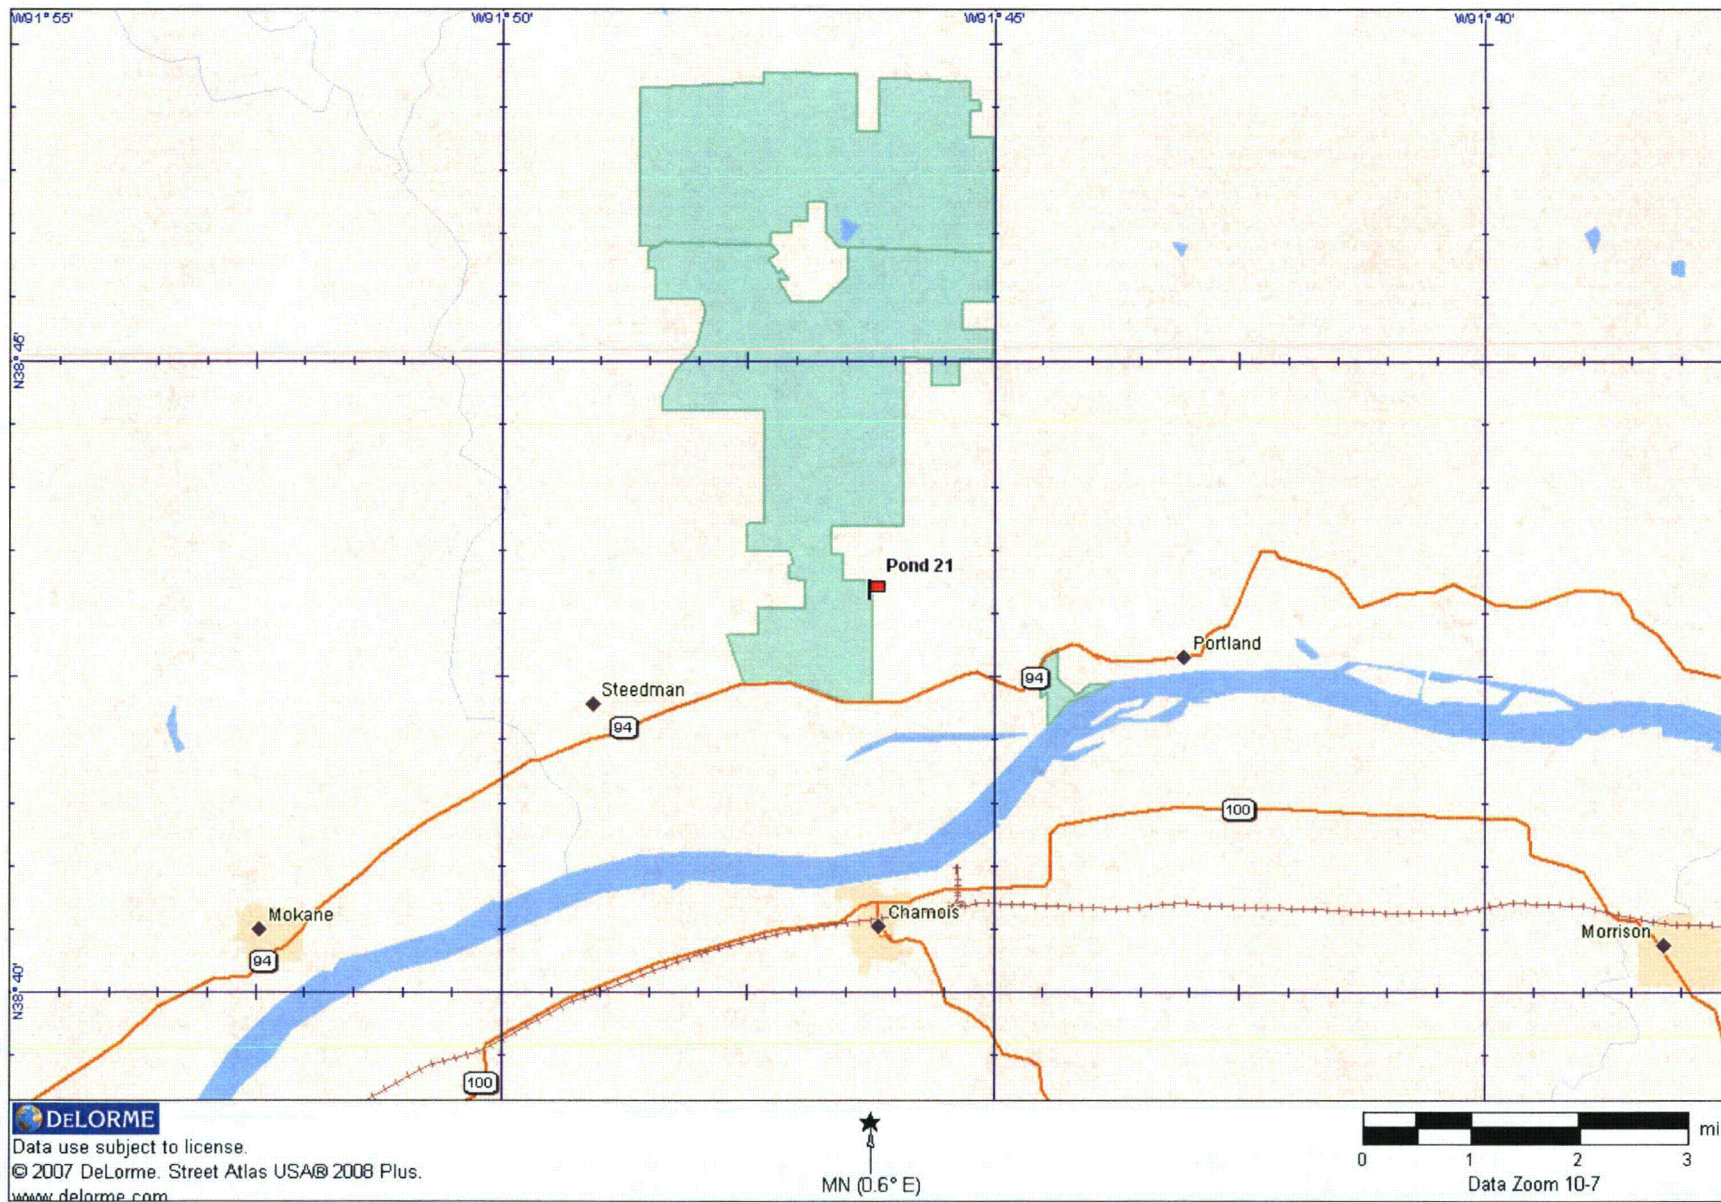 W91°55'
W91°50'
W91°45'
W91°40'
N38°45'
Pond 21
Portland
94
Steedman
94
100
Mokane
Chamois
Morrison
94
N38°40'
100
DELORME
Data use subject to license.
© 2007 DeLorme. Street Atlas USA® 2008 Plus.
www.delorme.com
MN (0.6° E)
mi
0 1 2 3
Data Zoom 10-7